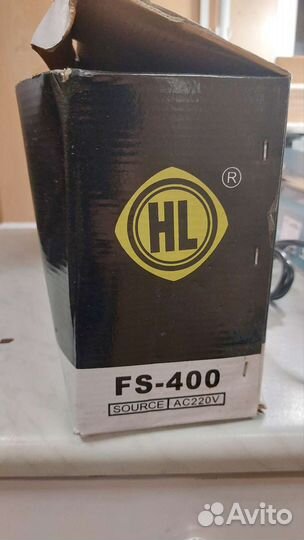 HL
®
FS-400
SOURCE AC220V
Avito